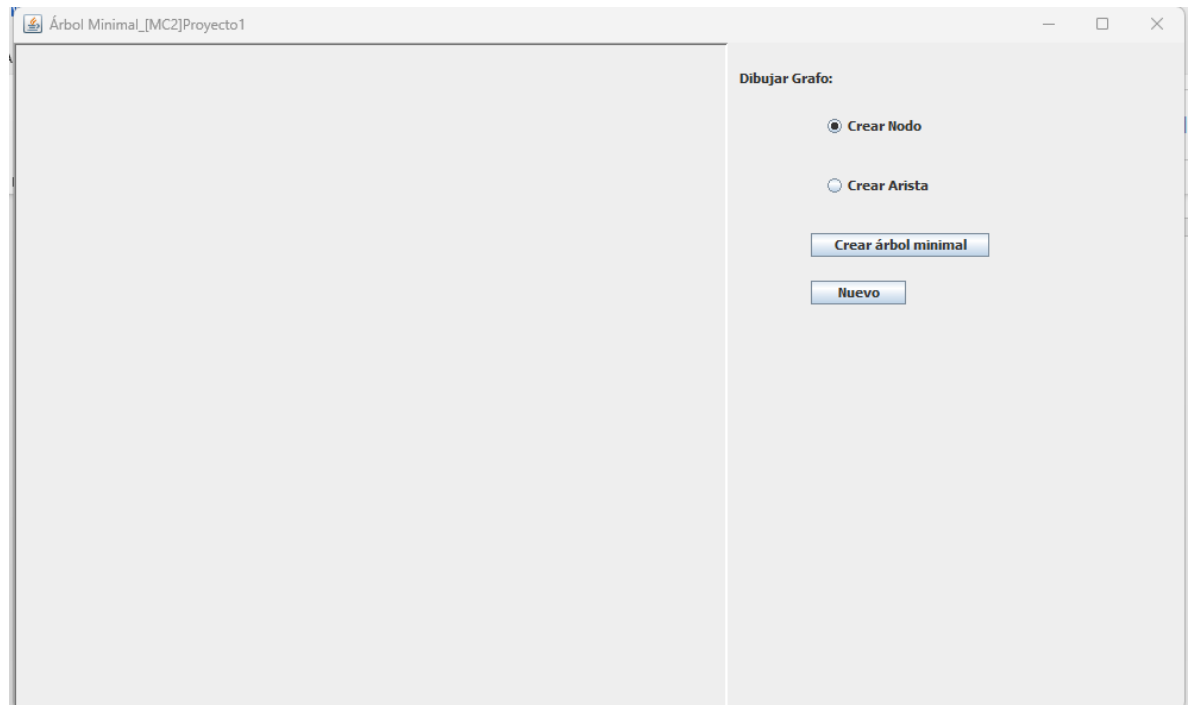 Árbol Minimal_[MC2]Proyecto1
Dibujar Grafo:
Crear Nodo
Crear Arista
Crear árbol minimal
Nuevo